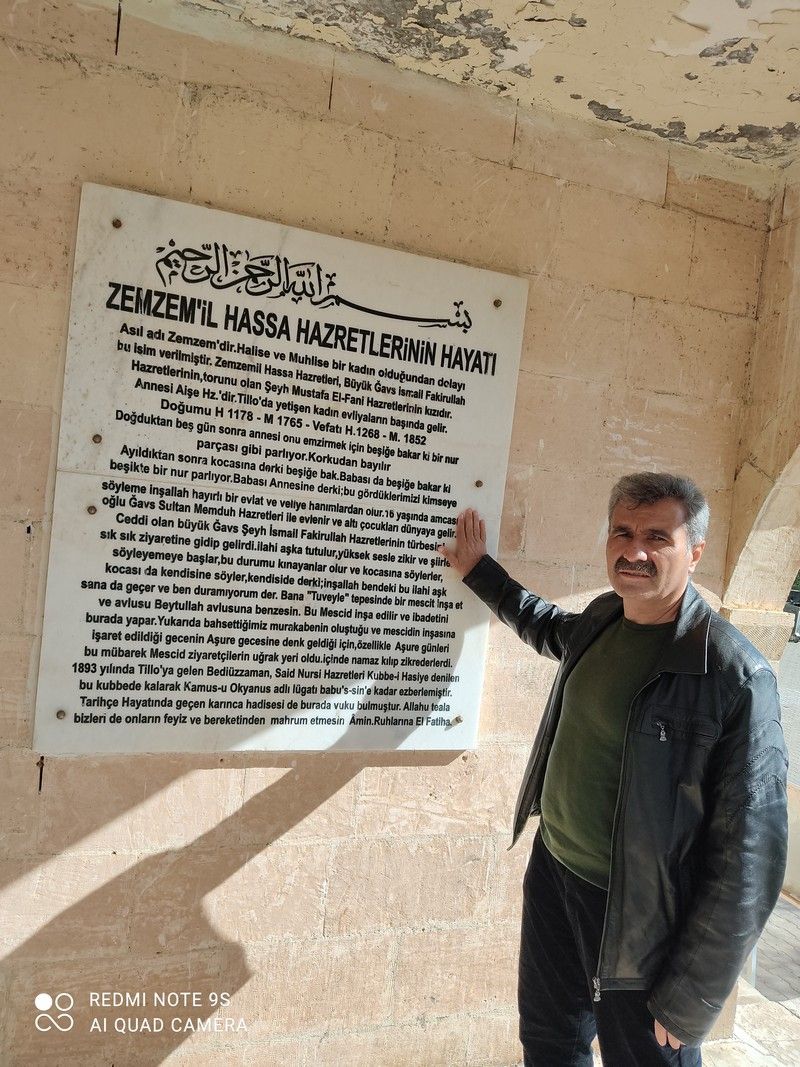 بسم الله الرحمن الرحيم
ZEMZEM'İL HASSA HAZRETLERİNİN HAYATI
Asıl adı Zemzem'dir.Halise ve Muhlise bir kadın olduğundan dolayı
bu isim verilmiştir. Zemzemil Hassa Hazretleri, Büyük Ğavs İsmail Fakirullah
Hazretlerinin,torunu olan Şeyh Mustafa El-Fani Hazretlerinin kızıdır.
Annesi Aişe Hz.'dir.Tillo'da yetişen kadın evliyaların başında gelir.
Doğumu H 1178 - M 1765 - Vefatı H.1268 - M. 1852
Doğduktan beş gün sonra annesi onu emzirmek için beşiğe bakar ki bir nur
parçası gibi parlıyor.Korkudan bayılır
Ayıldıktan sonra kocasına derki beşiğe bak.Babası da beşiğe bakar ki
beşikte bir nur parlıyor.Babası Annesine derki;bu gördüklerimizi kimseye
söyleme inşallah hayırlı bir evlat ve veliye hanımlardan olur.16 yaşında amcası
oğlu Ğavs Sultan Memduh Hazretleri ile evlenir ve altı çocukları dünyaya gelir.
Ceddi olan büyük Ğavs Şeyh İsmail Fakirullah Hazretlerinin türbesi
sık sık ziyaretine gidip gelirdi.ilahi aşka tutulur,yüksek sesle zikir ve şiirle
söyleyemeye başlar,bu durumu kınayanlar olur ve kocasına söylerler,
kocası da kendisine söyler,kendiside derki;inşallah bendeki bu ilahi aşk
sana da geçer ve ben duramıyorum der. Bana "Tuveyle" tepesinde bir mescit inşa et
ve avlusu Beytullah avlusuna benzesin. Bu Mescid inşa edilir ve ibadetini
burada yapar.Yukarıda bahsettiğimiz murakabenin oluştuğu ve mescidin inşasına
işaret edildiği gecenin Aşure gecesine denk geldiği için,özellikle Aşure günleri
bu mübarek Mescid ziyaretçilerin uğrak yeri oldu.içinde namaz kılıp zikrederlerdi.
1893 yılında Tillo'ya gelen Bediüzzaman, Said Nursi Hazretleri Kubbe-i Hasiye denilen
bu kubbede kalarak Kamus-u Okyanus adlı lügatı babu's-sin'e kadar ezberlemiştir.
Tarihçe Hayatında geçen karınca hadisesi de burada vuku bulmuştur. Allahu teala
bizleri de onların feyiz ve bereketinden mahrum etmesin Âmin.Ruhlarına El Fatiha.
REDMI NOTE 9S
AI QUAD CAMERA